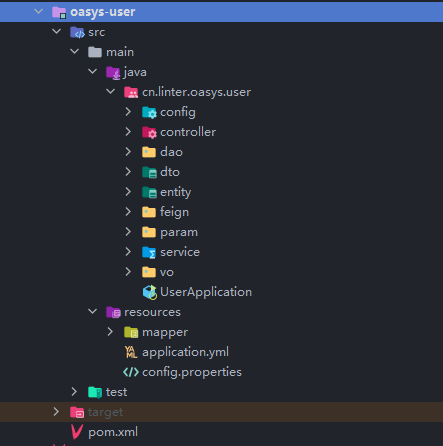 oasys-user
src
main
java
cn.linter.oasys.user
config
controller
dao
dto
entity
feign
param
service
vo
UserApplication
resources
mapper
application.yml
config.properties
test
target
pom.xml